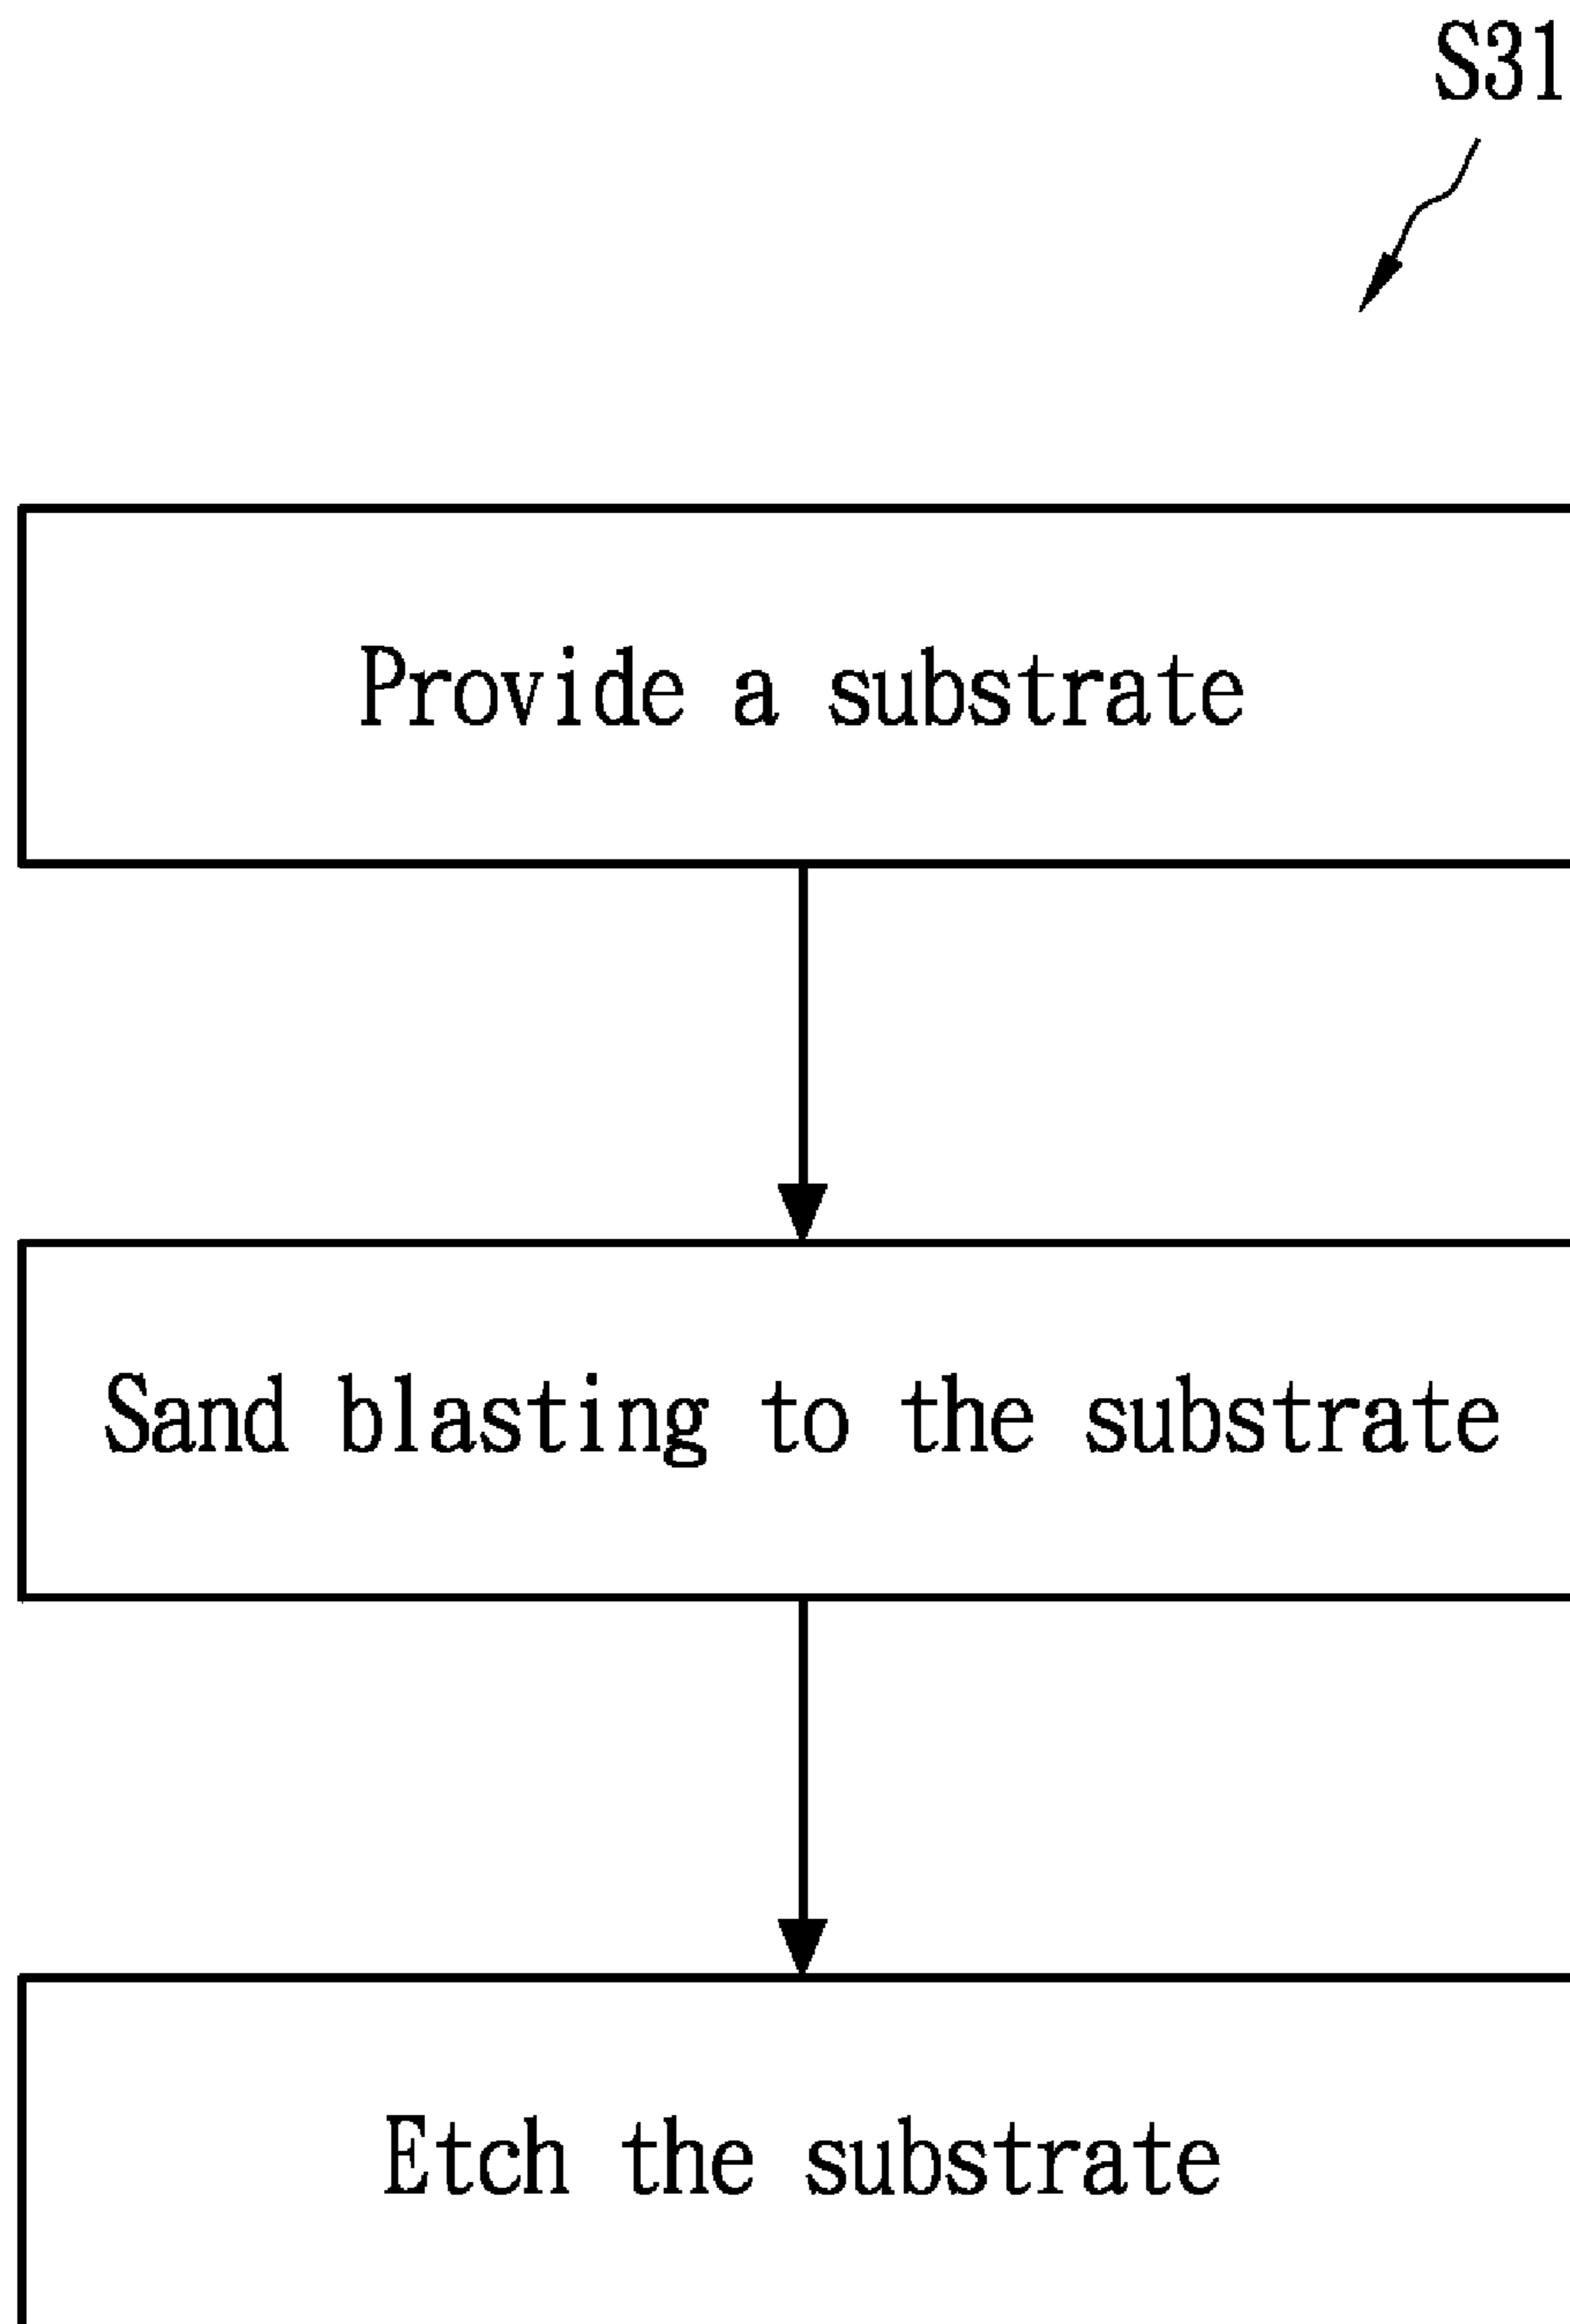 S31
Provide a substrate
Sand blasting to the substrate
Etch the substrate